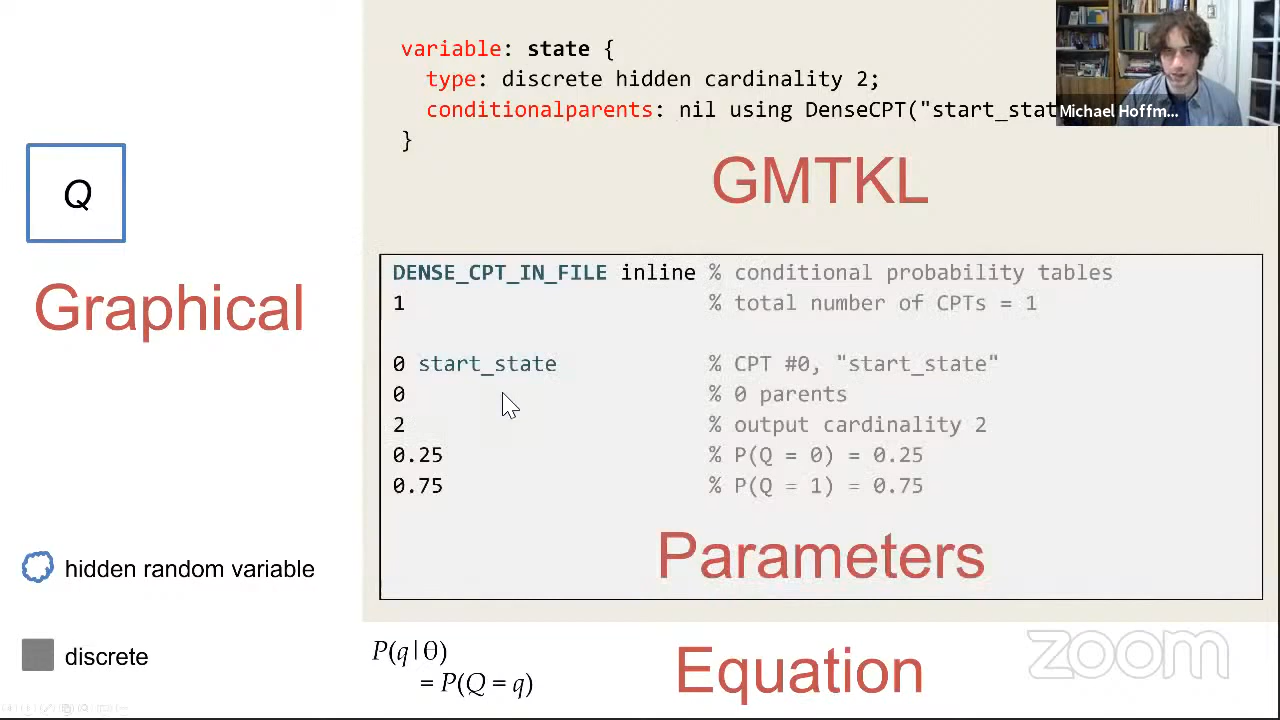 variable: state {
type: discrete hidden cardinality 2;
conditionalparents: nil using DenseCPT("start_stat
}
Michael Hoffm...
GMTKL
Q
Graphical
DENSE_CPT_IN_FILE inline % conditional probability tables
1 % total number of CPTs = 1
0 start_state % CPT #0, "start_state"
0 % 0 parents
2 % output cardinality 2
0.25 % P(Q = 0) = 0.25
0.75 % P(Q = 1) = 0.75
Parameters
hidden random variable
discrete
P(q|θ)
= P(Q = q)
Equation
zoom